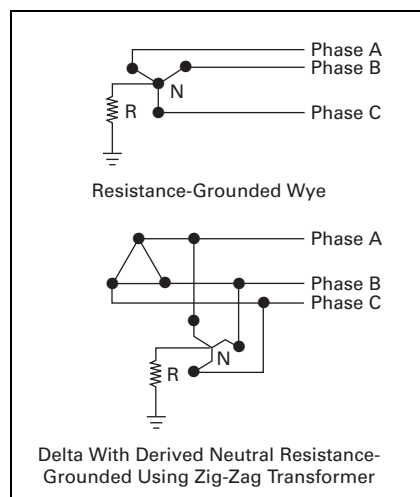 Phase A
Phase B
N
R
Phase C
Resistance-Grounded Wye
Phase A
Phase B
Phase C
N
R
Delta With Derived Neutral Resistance-
Grounded Using Zig-Zag Transformer